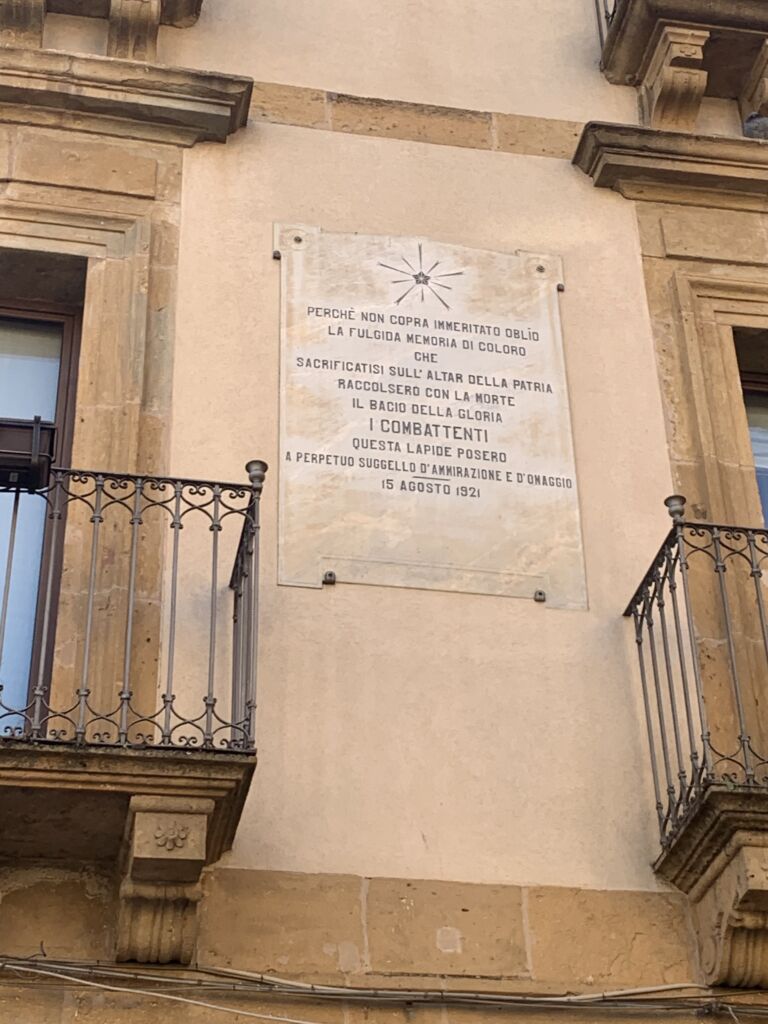 PERCHÈ NON COPRA IMMERITATO OBLÌO
LA FULGIDA MEMORIA DI COLORO
CHE
SACRIFICATISI SULL'ALTAR DELLA PATRIA
RACCOLSERO CON LA MORTE
IL BACIO DELLA GLORIA
I COMBATTENTI
QUESTA LAPIDE POSERO
A PERPETUO SUGGELLO D'AMMIRAZIONE E D'OMAGGIO
15 AGOSTO 1921